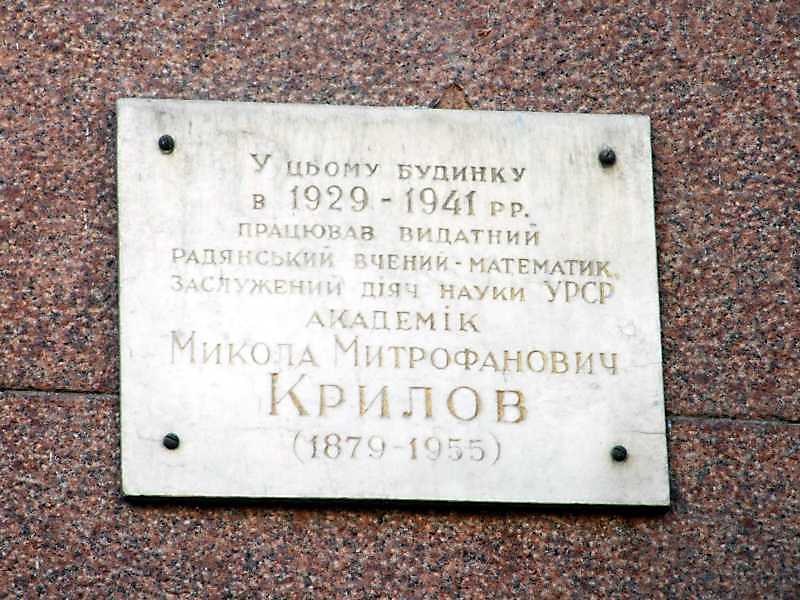 У цьому будинку
в 1929-1941 рр.
працював видатний
радянський вчений-математик,
заслужений діяч науки УРСР
академік
Микола Митрофанович
Крилов
(1879-1955)